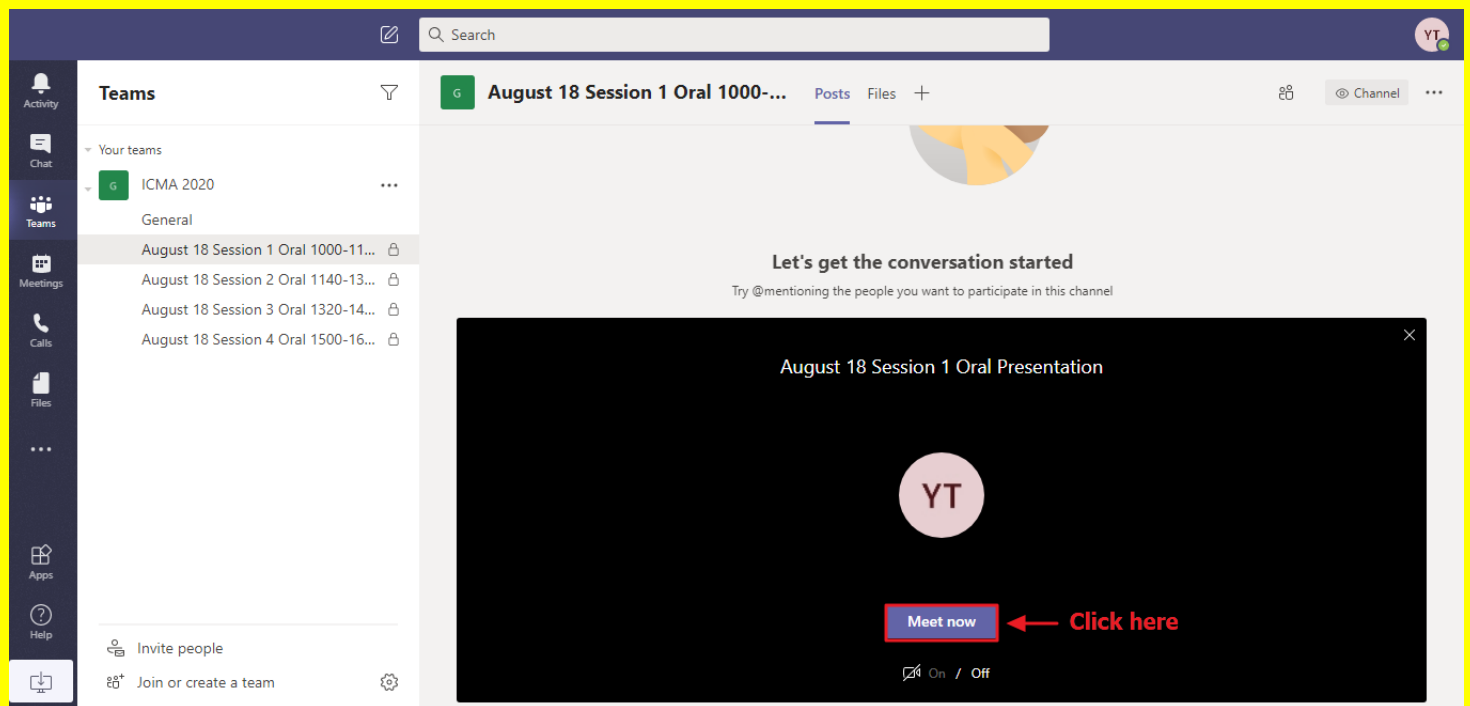 Search
YT
Activity
Chat
Teams
Meetings
Calls
Files
Apps
Help
Teams
Your teams
G ICMA 2020
General
August 18 Session 1 Oral 1000-11...
August 18 Session 2 Oral 1140-13...
August 18 Session 3 Oral 1320-14...
August 18 Session 4 Oral 1500-16...
Invite people
Join or create a team
G August 18 Session 1 Oral 1000-... Posts Files Channel
Let's get the conversation started
Try @mentioning the people you want to participate in this channel
August 18 Session 1 Oral Presentation
YT
Meet now Click here
On / Off